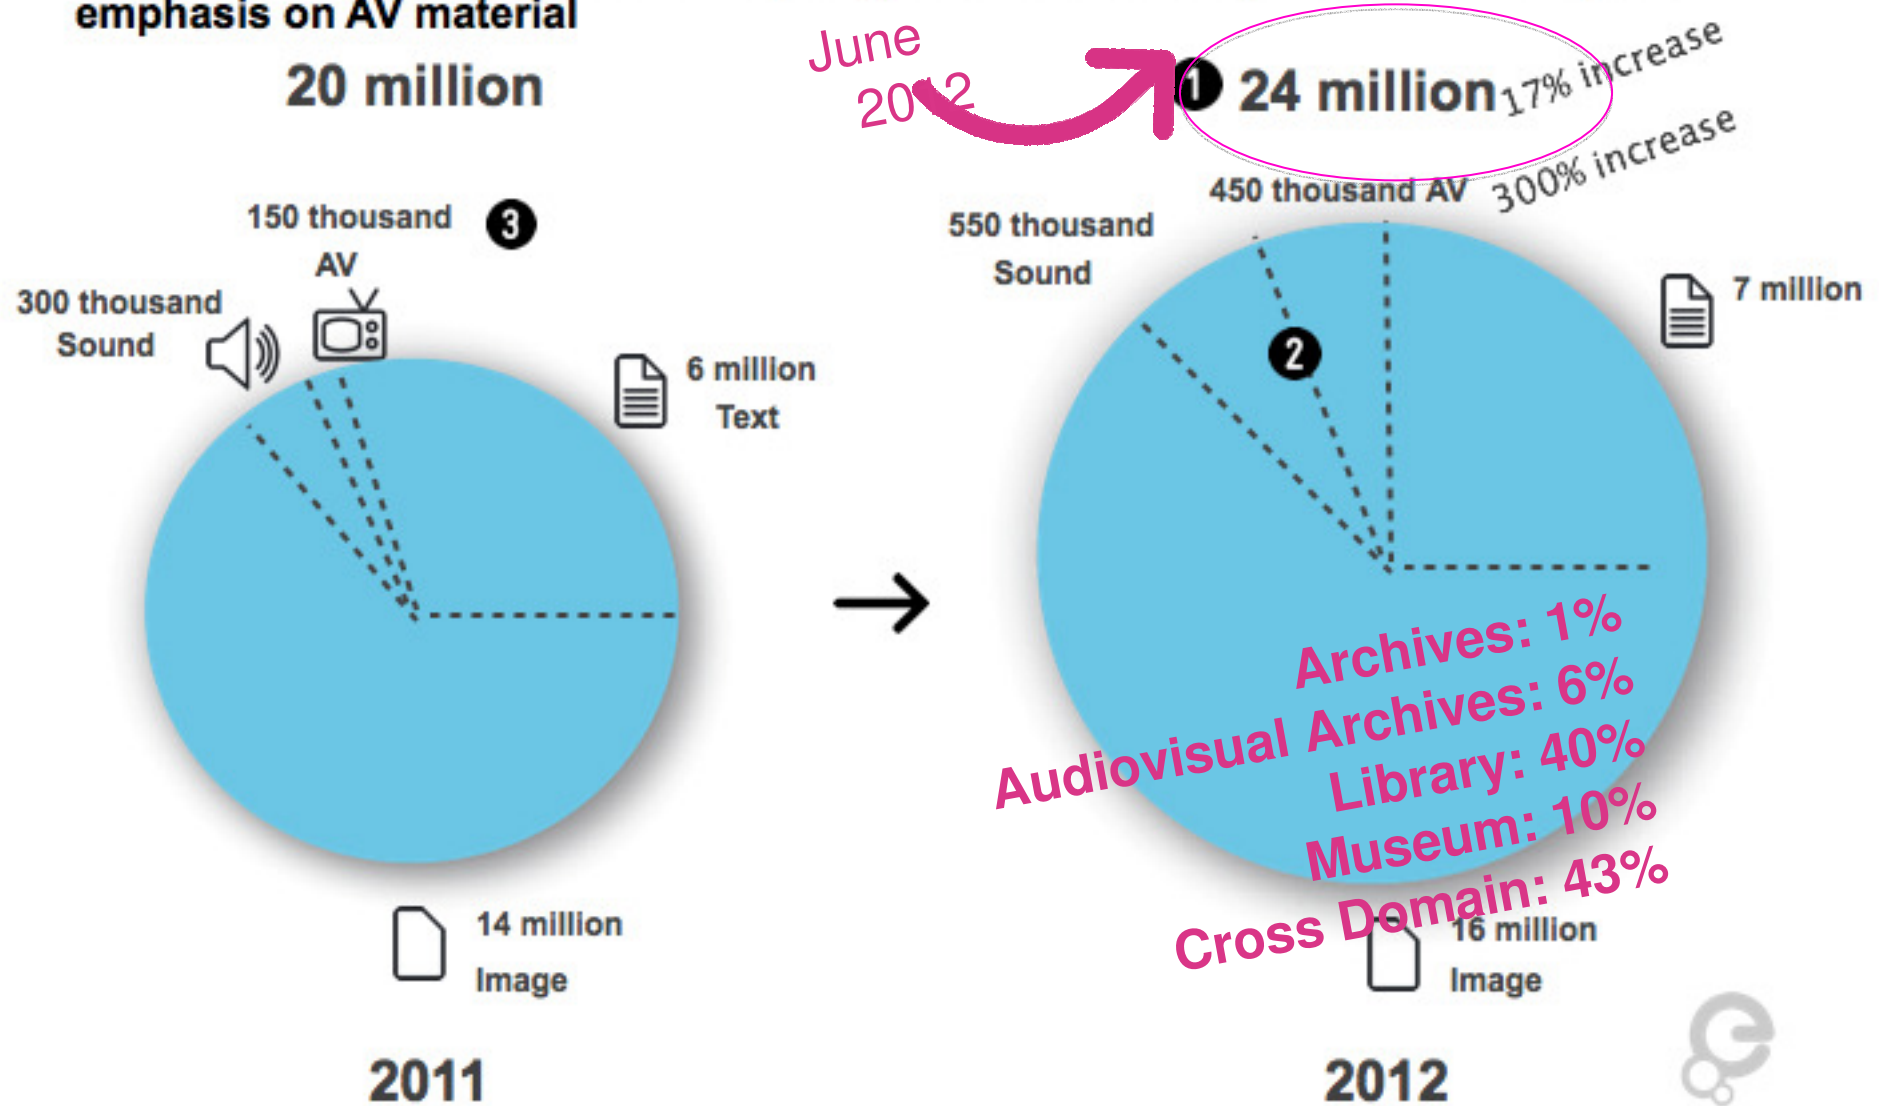 emphasis on AV material
20 million
June
2012
1 24 million 17% increase
300% increase
150 thousand 3
AV
300 thousand
Sound
6 million
Text
450 thousand AV
550 thousand
Sound
7 million
2
Archives: 1%
Audiovisual Archives: 6%
Library: 40%
Museum: 10%
Cross Domain: 43%
14 million
Image
16 million
Image
2011
2012